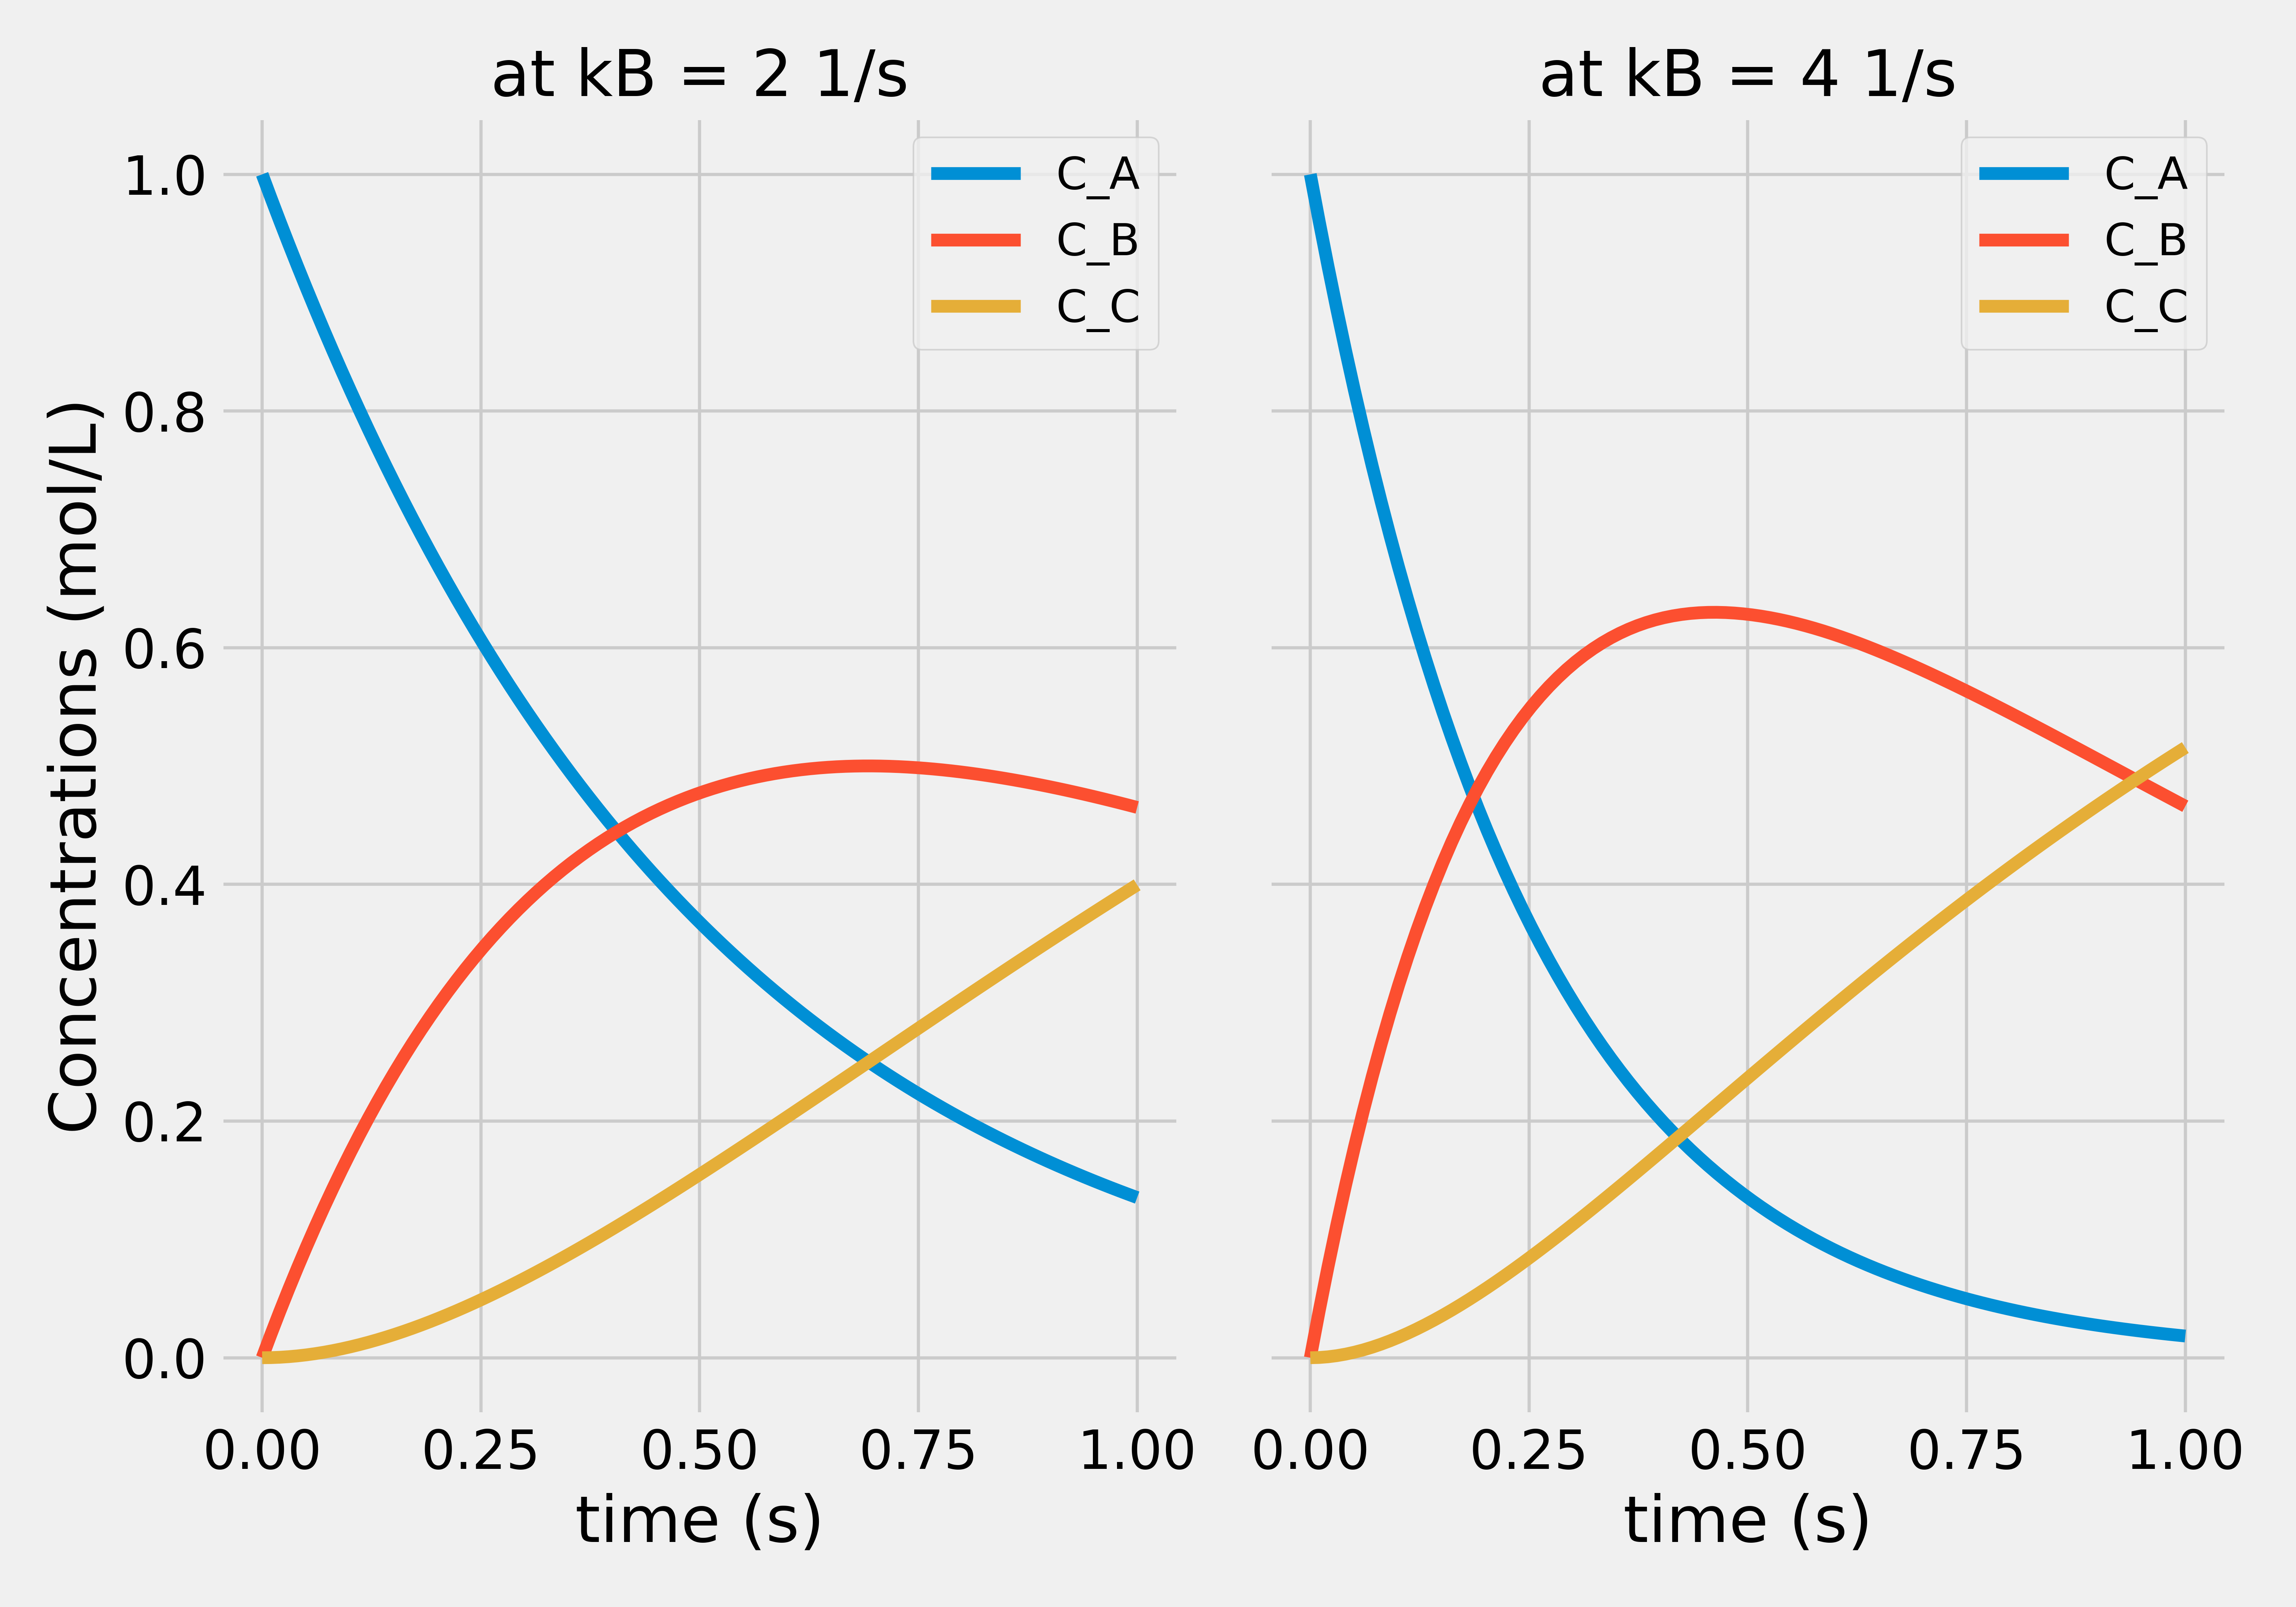 at kB = 2 1/s
at kB = 4 1/s
C_A
C_B
C_C
C_A
C_B
C_C
Concentrations (mol/L)
1.0
0.8
0.6
0.4
0.2
0.0
0.00 0.25 0.50 0.75 1.00
0.00 0.25 0.50 0.75 1.00
time (s)
time (s)